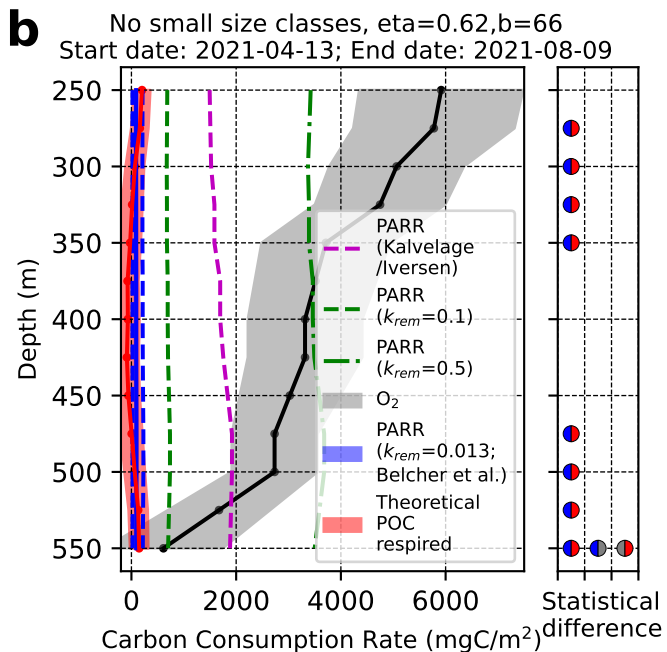 b
No small size classes, eta=0.62,b=66
Start date: 2021-04-13; End date: 2021-08-09
250
300
350
400
450
500
550
Depth (m)
PARR
(Kalvelage
/Iversen)
PARR
(k_rem=0.1)
PARR
(k_rem=0.5)
O₂
PARR
(k_rem=0.013;
Belcher et al.)
Theoretical
POC
respired
0 2000 4000 6000
Carbon Consumption Rate (mgC/m²)
Statistical
difference